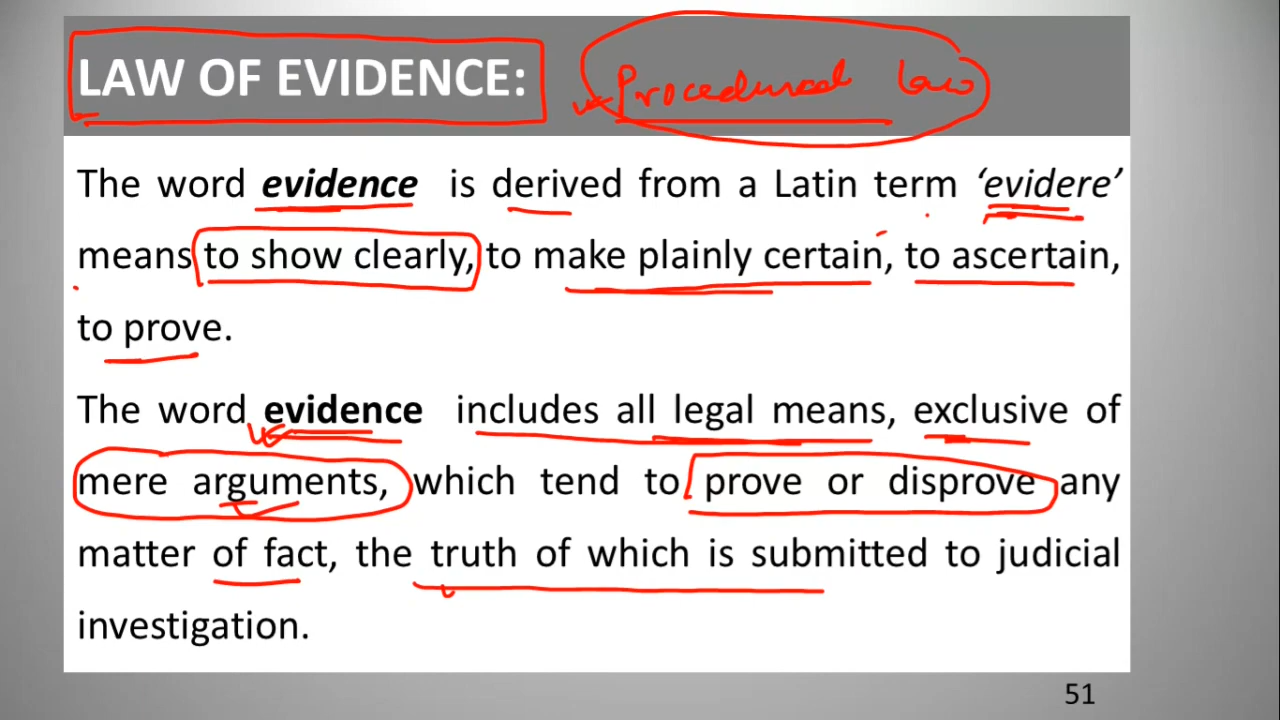 LAW OF EVIDENCE: Procedural law
The word evidence is derived from a Latin term ‘evidere’
means to show clearly, to make plainly certain, to ascertain,
to prove.
The word evidence includes all legal means, exclusive of
mere arguments, which tend to prove or disprove any
matter of fact, the truth of which is submitted to judicial
investigation.
51